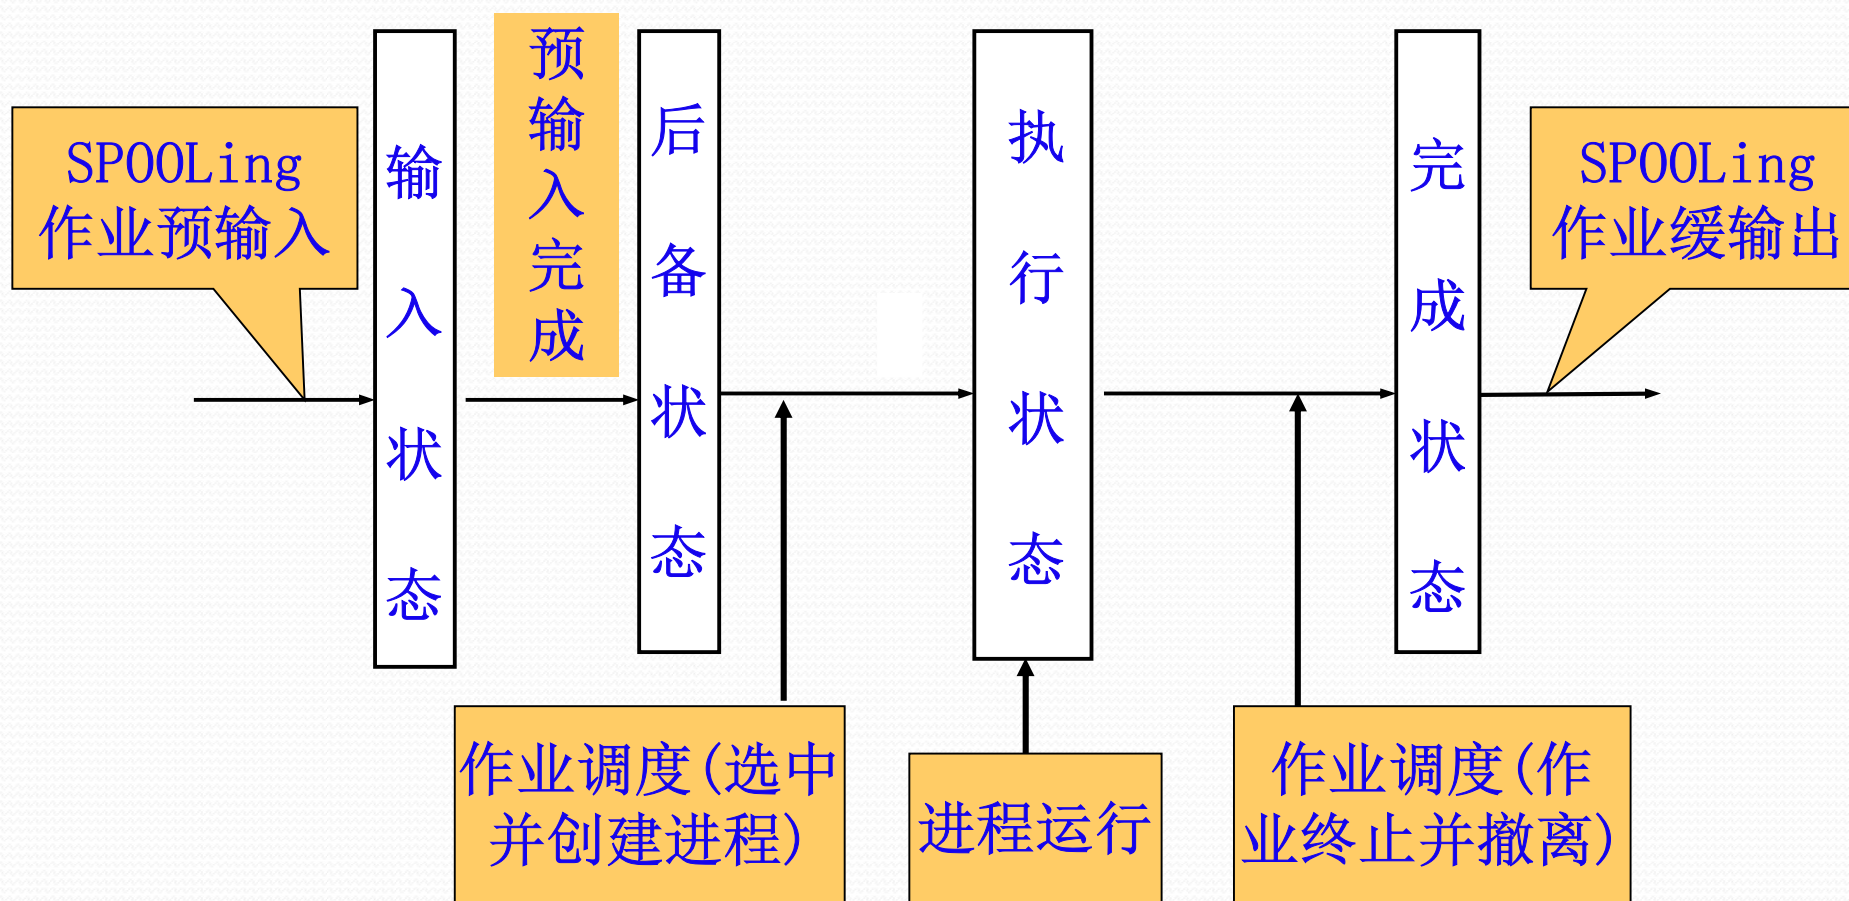 SPOOLing
作业预输入
输入状态
预输入完成
后备状态
执行状态
完成状态
SPOOLing
作业缓输出
作业调度(选中
并创建进程)
进程运行
作业调度(作
业终止并撤离)